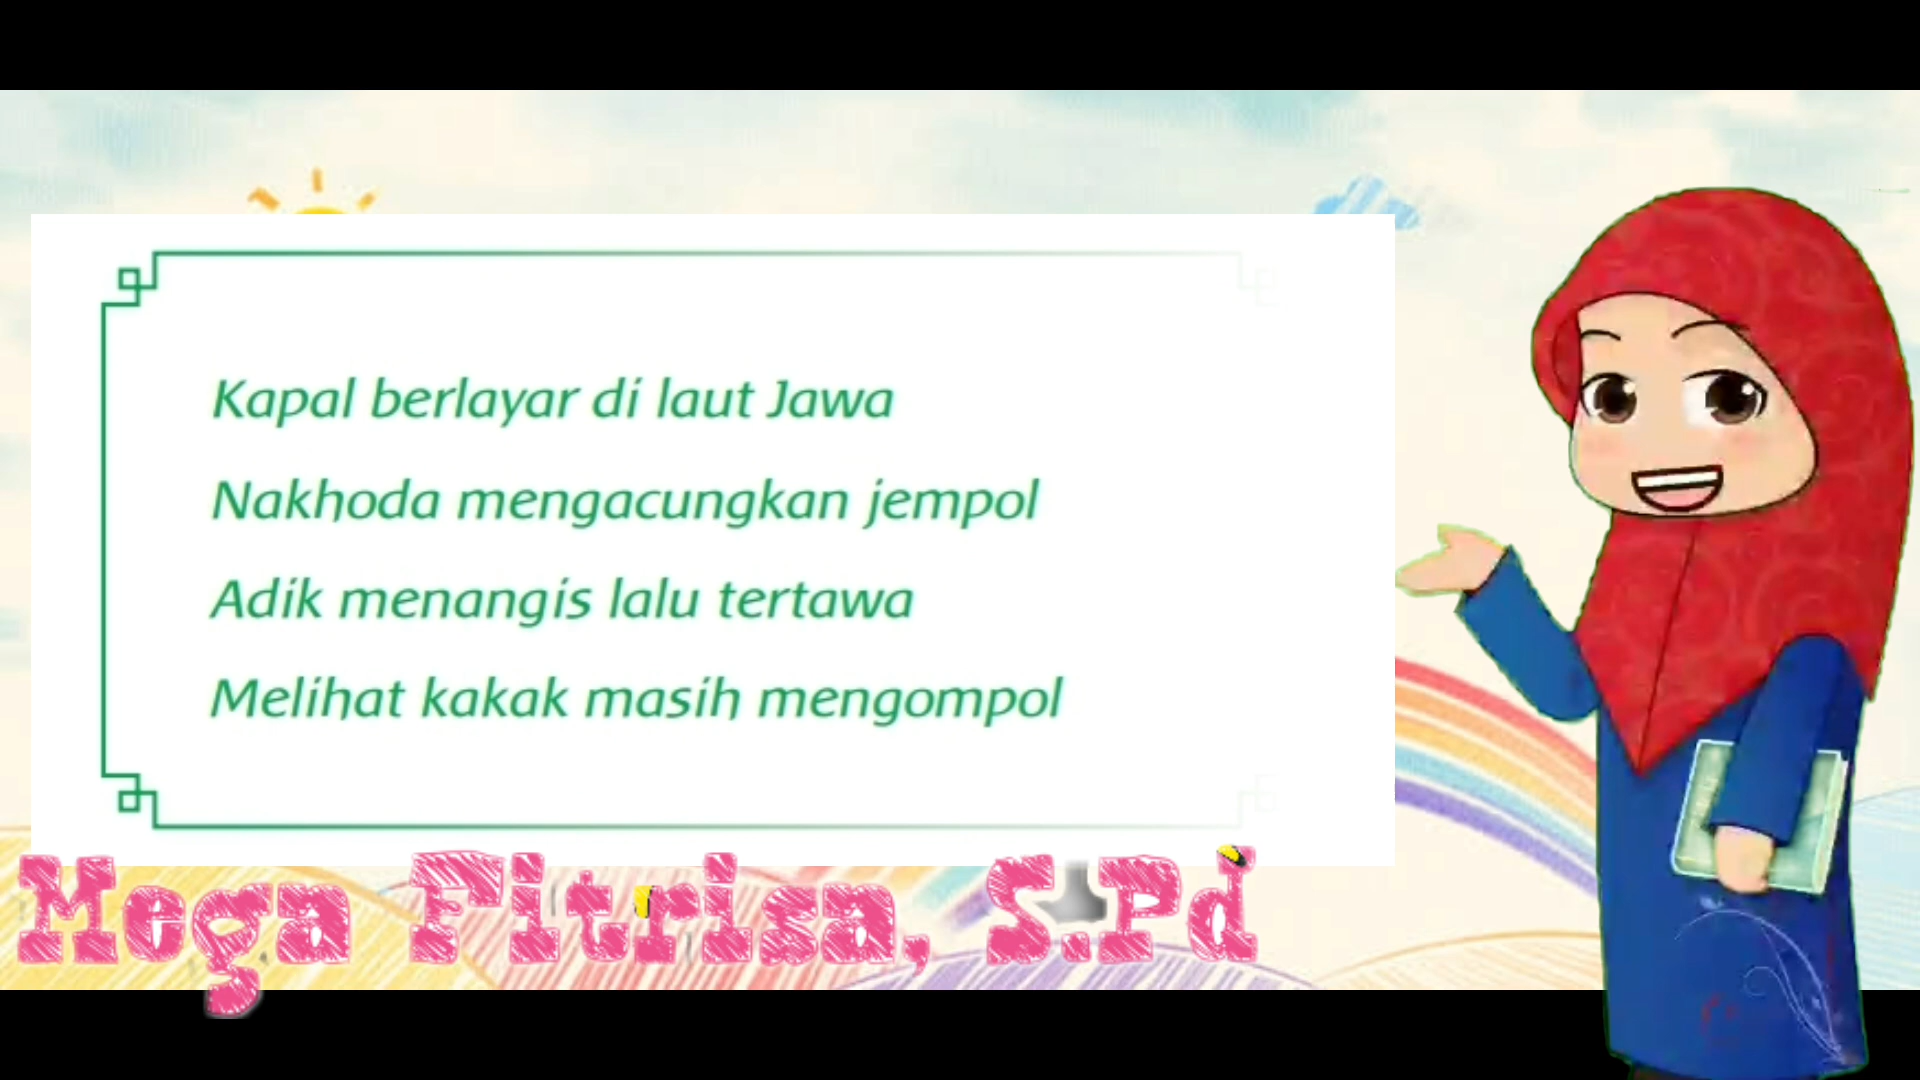 Kapal berlayar di laut Jawa
Nakhoda mengacungkan jempol
Adik menangis lalu tertawa
Melihat kakak masih mengompol
Mega Fitrisa, S.Pd